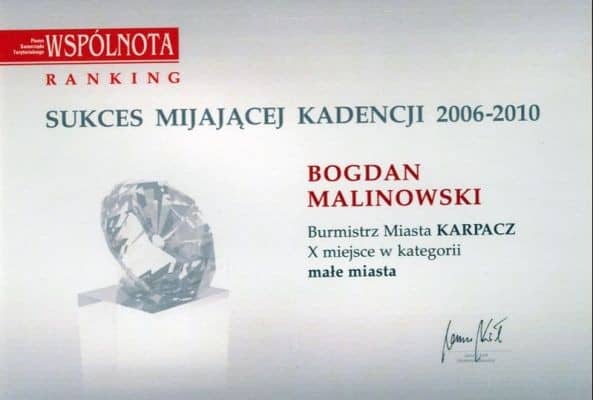 Pismo
Samorządu
Terytorialnego
WSPÓLNOTA
RANKING
SUKCES MIJAJĄCEJ KADENCJI 2006-2010
BOGDAN
MALINOWSKI
Burmistrz Miasta KARPACZ
X miejsce w kategorii
małe miasta